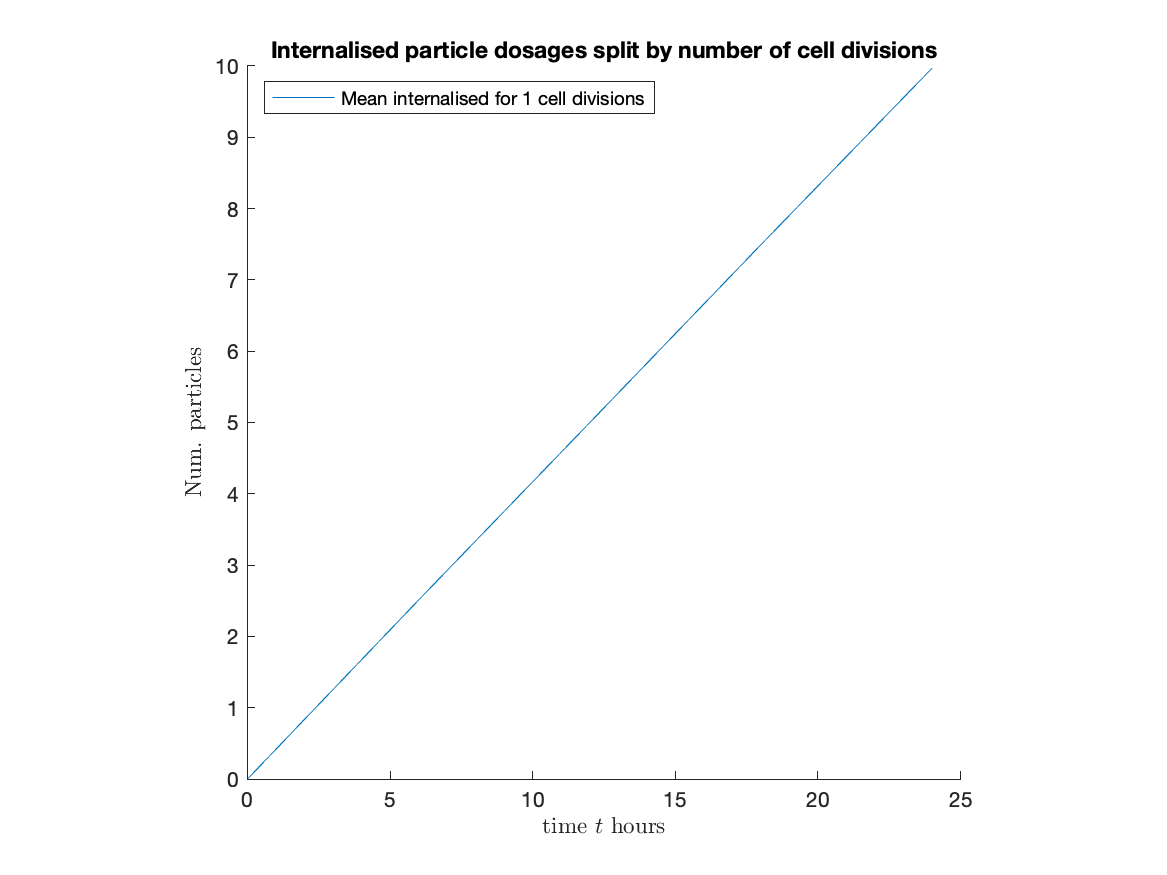 Internalised particle dosages split by number of cell divisions
Mean internalised for 1 cell divisions
10
9
8
7
6
5
4
3
2
1
0
Num. particles
0 5 10 15 20 25
time t hours